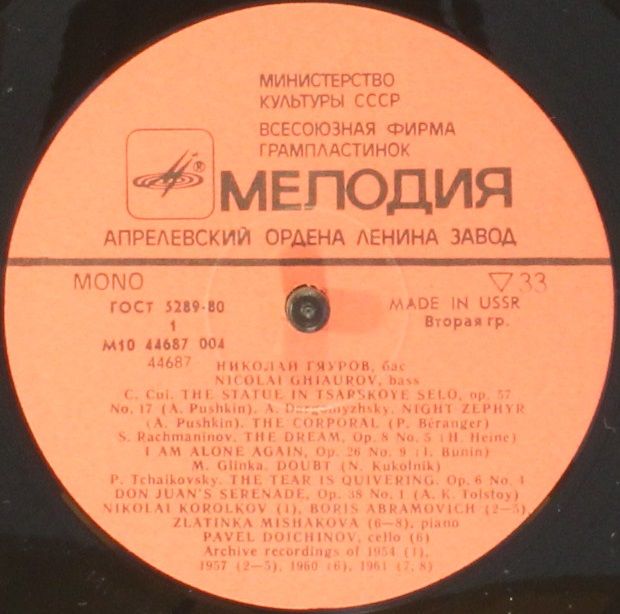 МИНИСТЕРСТВО
КУЛЬТУРЫ СССР
ВСЕСОЮЗНАЯ ФИРМА
ГРАМПЛАСТИНОК
®
МЕЛОДИЯ
АПРЕЛЕВСКИЙ ОРДЕНА ЛЕНИНА ЗАВОД
MONO ▽33
ГОСТ 5289-80 MADE IN USSR
1 Вторая гр.
М10 44687 004
44687
НИКОЛАЙ ГЯУРОВ, бас
NICOLAI GHIAUROV, bass
C. Cui. THE STATUE IN TSARSKOYE SELO, op. 57
No. 17 (A. Pushkin). A. Dargomyzhsky. NIGHT ZEPHYR
(A. Pushkin). THE CORPORAL (P. Béranger)
S. Rachmaninov. THE DREAM, Op. 8 No. 5 (H. Heine)
I AM ALONE AGAIN, Op. 26 No. 9 (I. Bunin)
M. Glinka. DOUBT (N. Kukolnik)
P. Tchaikovsky. THE TEAR IS QUIVERING, Op. 6 No. 4
DON JUAN'S SERENADE, Op. 38 No. 1 (A. K. Tolstoy)
NIKOLAI KOROLKOV (1), BORIS ABRAMOVICH (2—5),
ZLATINKA MISHAKOVA (6—8), piano
PAVEL DOICHINOV, cello (6)
Archive recordings of 1954 (1),
1957 (2—5), 1960 (6), 1961 (7, 8)